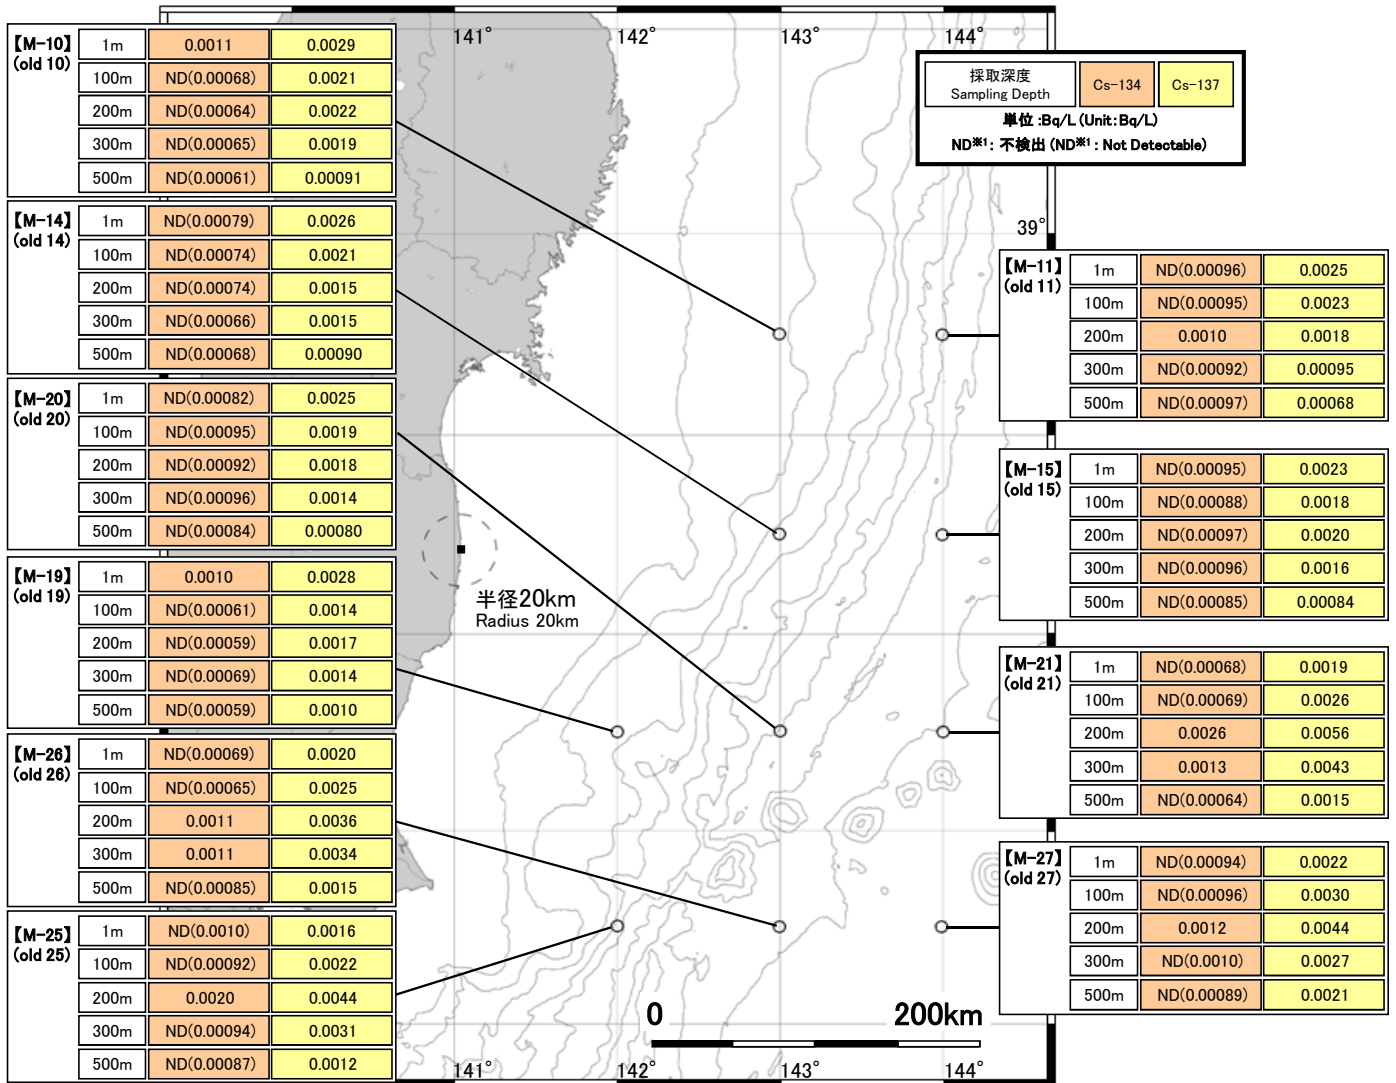 141°
142°
143°
144°
採取深度
Sampling Depth
Cs-134
Cs-137
単位 :Bq/L (Unit:Bq/L)
ND※1: 不検出 (ND※1: Not Detectable)
39°
【M-10】
(old 10)
1m 0.0011 0.0029
100m ND(0.00068) 0.0021
200m ND(0.00064) 0.0022
300m ND(0.00065) 0.0019
500m ND(0.00061) 0.00091
【M-14】
(old 14)
1m ND(0.00079) 0.0026
100m ND(0.00074) 0.0021
200m ND(0.00074) 0.0015
300m ND(0.00066) 0.0015
500m ND(0.00068) 0.00090
【M-20】
(old 20)
1m ND(0.00082) 0.0025
100m ND(0.00095) 0.0019
200m ND(0.00092) 0.0018
300m ND(0.00096) 0.0014
500m ND(0.00084) 0.00080
【M-19】
(old 19)
1m 0.0010 0.0028
100m ND(0.00061) 0.0014
200m ND(0.00059) 0.0017
300m ND(0.00069) 0.0014
500m ND(0.00059) 0.0010
【M-26】
(old 26)
1m ND(0.00069) 0.0020
100m ND(0.00065) 0.0025
200m 0.0011 0.0036
300m 0.0011 0.0034
500m ND(0.00085) 0.0015
【M-25】
(old 25)
1m ND(0.0010) 0.0016
100m ND(0.00092) 0.0022
200m 0.0020 0.0044
300m ND(0.00094) 0.0031
500m ND(0.00087) 0.0012
半径20km
Radius 20km
【M-11】
(old 11)
1m ND(0.00096) 0.0025
100m ND(0.00095) 0.0023
200m 0.0010 0.0018
300m ND(0.00092) 0.00095
500m ND(0.00097) 0.00068
【M-15】
(old 15)
1m ND(0.00095) 0.0023
100m ND(0.00088) 0.0018
200m ND(0.00097) 0.0020
300m ND(0.00096) 0.0016
500m ND(0.00085) 0.00084
【M-21】
(old 21)
1m ND(0.00068) 0.0019
100m ND(0.00069) 0.0026
200m 0.0026 0.0056
300m 0.0013 0.0043
500m ND(0.00064) 0.0015
【M-27】
(old 27)
1m ND(0.00094) 0.0022
100m ND(0.00096) 0.0030
200m 0.0012 0.0044
300m ND(0.0010) 0.0027
500m ND(0.00089) 0.0021
0 200km
141°
142°
143°
144°